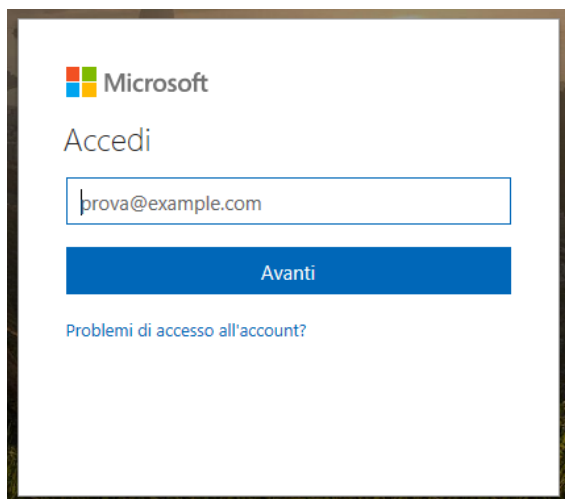 Microsoft
Accedi
prova@example.com
Avanti
Problemi di accesso all'account?